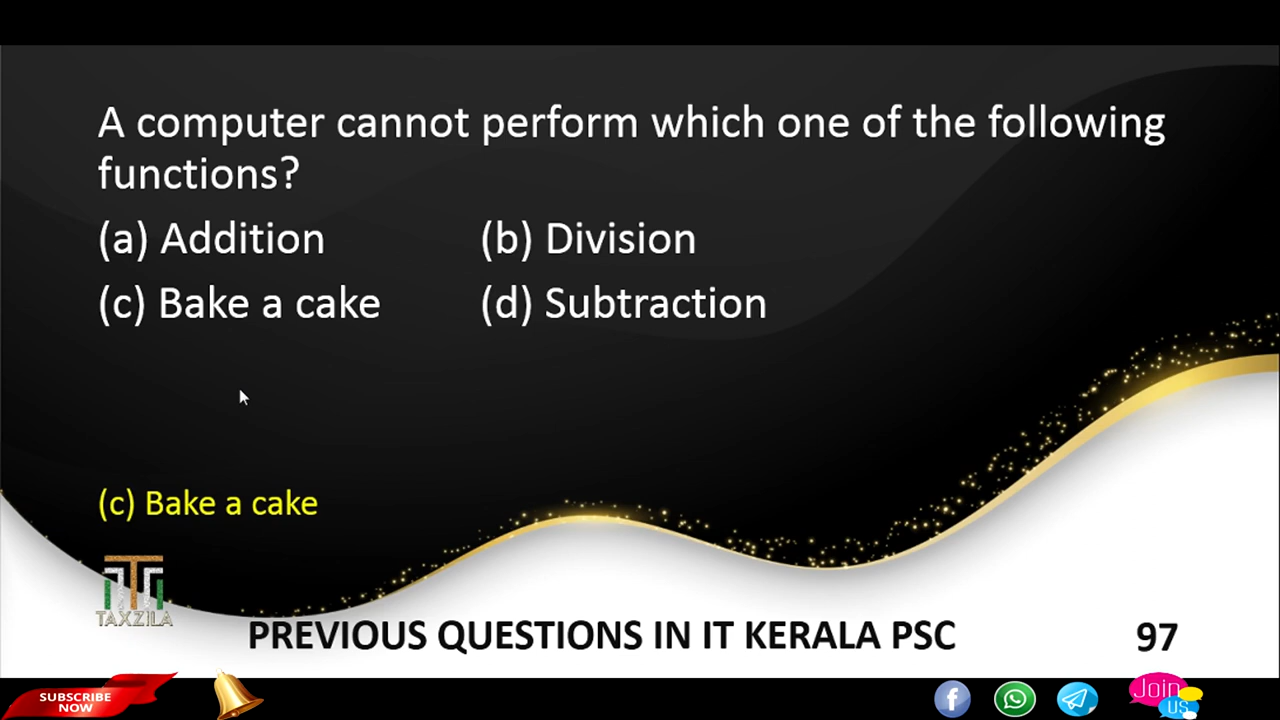 A computer cannot perform which one of the following
functions?
(a) Addition (b) Division
(c) Bake a cake (d) Subtraction
(c) Bake a cake
TAXZILA
PREVIOUS QUESTIONS IN IT KERALA PSC 97
SUBSCRIBE
NOW
Join
US